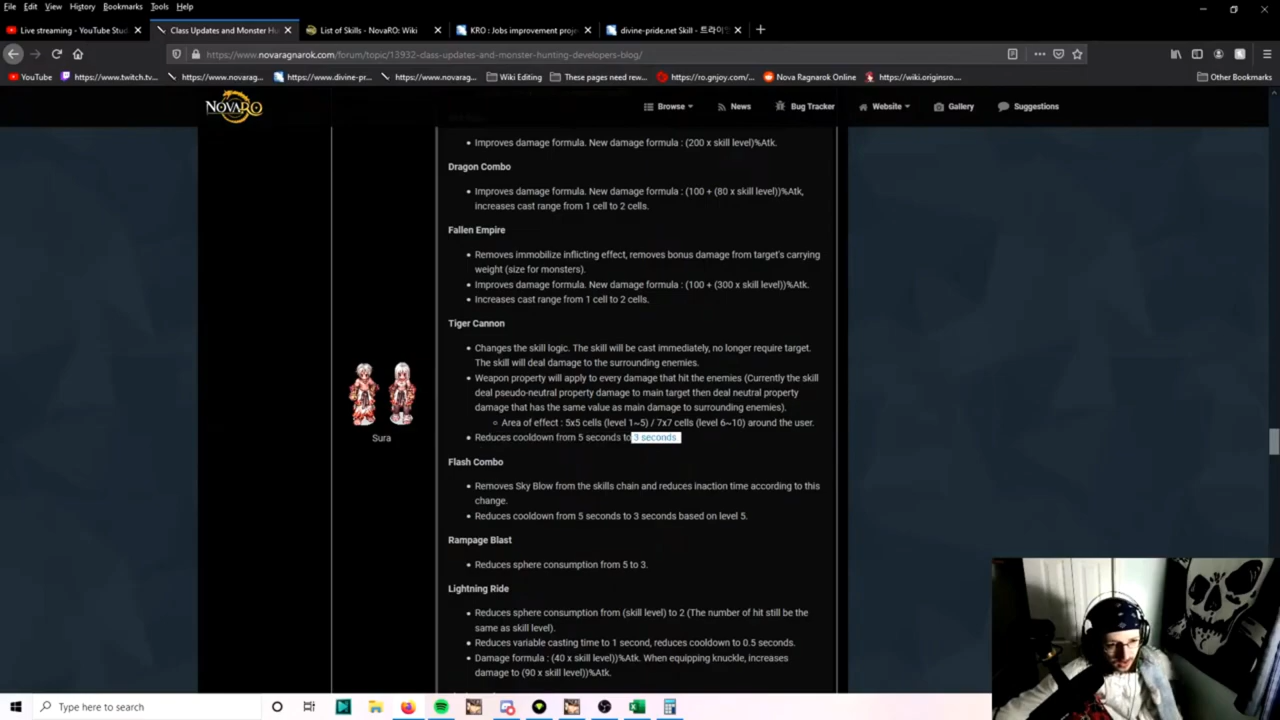 File Edit View History Bookmarks Tools Help
Live streaming - YouTube Stud
Class Updates and Monster Hu
List of Skills - NovaRO: Wiki
KRO : Jobs improvement proj
divine-pride.net Skill - 트라이
https://www.novaragnarok.com/forum/topic/13932-class-updates-and-monster-hunting-developers-blog/
YouTube
https://www.twitch.tv...
https://www.novarag...
https://www.divine-pr...
https://www.novarag...
Wiki Editing
These pages need rew...
https://ro.gnjoy.com/...
Nova Ragnarok Online
https://wiki.originsro....
Other Bookmarks
NOVARO
Browse
News
Bug Tracker
Website
Gallery
Suggestions
Improves damage formula. New damage formula : (200 x skill level)%Atk.
Dragon Combo
Improves damage formula. New damage formula : (100 + (80 x skill level))%Atk,
increases cast range from 1 cell to 2 cells.
Fallen Empire
Removes immobilize inflicting effect, removes bonus damage from target's carrying
weight (size for monsters).
Improves damage formula. New damage formula : (100 + (300 x skill level))%Atk.
Increases cast range from 1 cell to 2 cells.
Tiger Cannon
Changes the skill logic. The skill will be cast immediately, no longer require target.
The skill will deal damage to the surrounding enemies.
Weapon property will apply to every damage that hit the enemies (Currently the skill
deal pseudo-neutral property damage to main target then deal neutral property
damage that has the same value as main damage to surrounding enemies).
Area of effect : 5x5 cells (level 1~5) / 7x7 cells (level 6~10) around the user.
Reduces cooldown from 5 seconds to 3 seconds.
Sura
Flash Combo
Removes Sky Blow from the skills chain and reduces inaction time according to this
change.
Reduces cooldown from 5 seconds to 3 seconds based on level 5.
Rampage Blast
Reduces sphere consumption from 5 to 3.
Lightning Ride
Reduces sphere consumption from (skill level) to 2 (The number of hit still be the
same as skill level).
Reduces variable casting time to 1 second, reduces cooldown to 0.5 seconds.
Damage formula : (40 x skill level))%Atk. When equipping knuckle, increases
damage to (90 x skill level))%Atk.
Type here to search